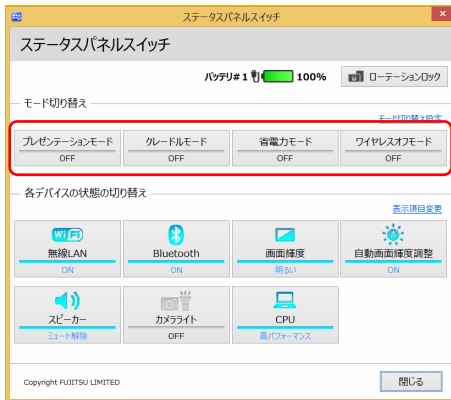 ステータスパネルスイッチ
ステータスパネルスイッチ
バッテリ#1 100% ローテーションロック
モード切り替え
モード切り替え設定
プレゼンテーションモード クレードルモード 省電力モード ワイヤレスオフモード
OFF OFF OFF OFF
各デバイスの状態の切り替え
表示項目変更
WiFi
無線LAN Bluetooth 画面輝度 自動画面輝度調整
ON ON 明るい ON
スピーカー カメラライト CPU
ミュート解除 OFF 高パフォーマンス
Copyright FUJITSU LIMITED 閉じる